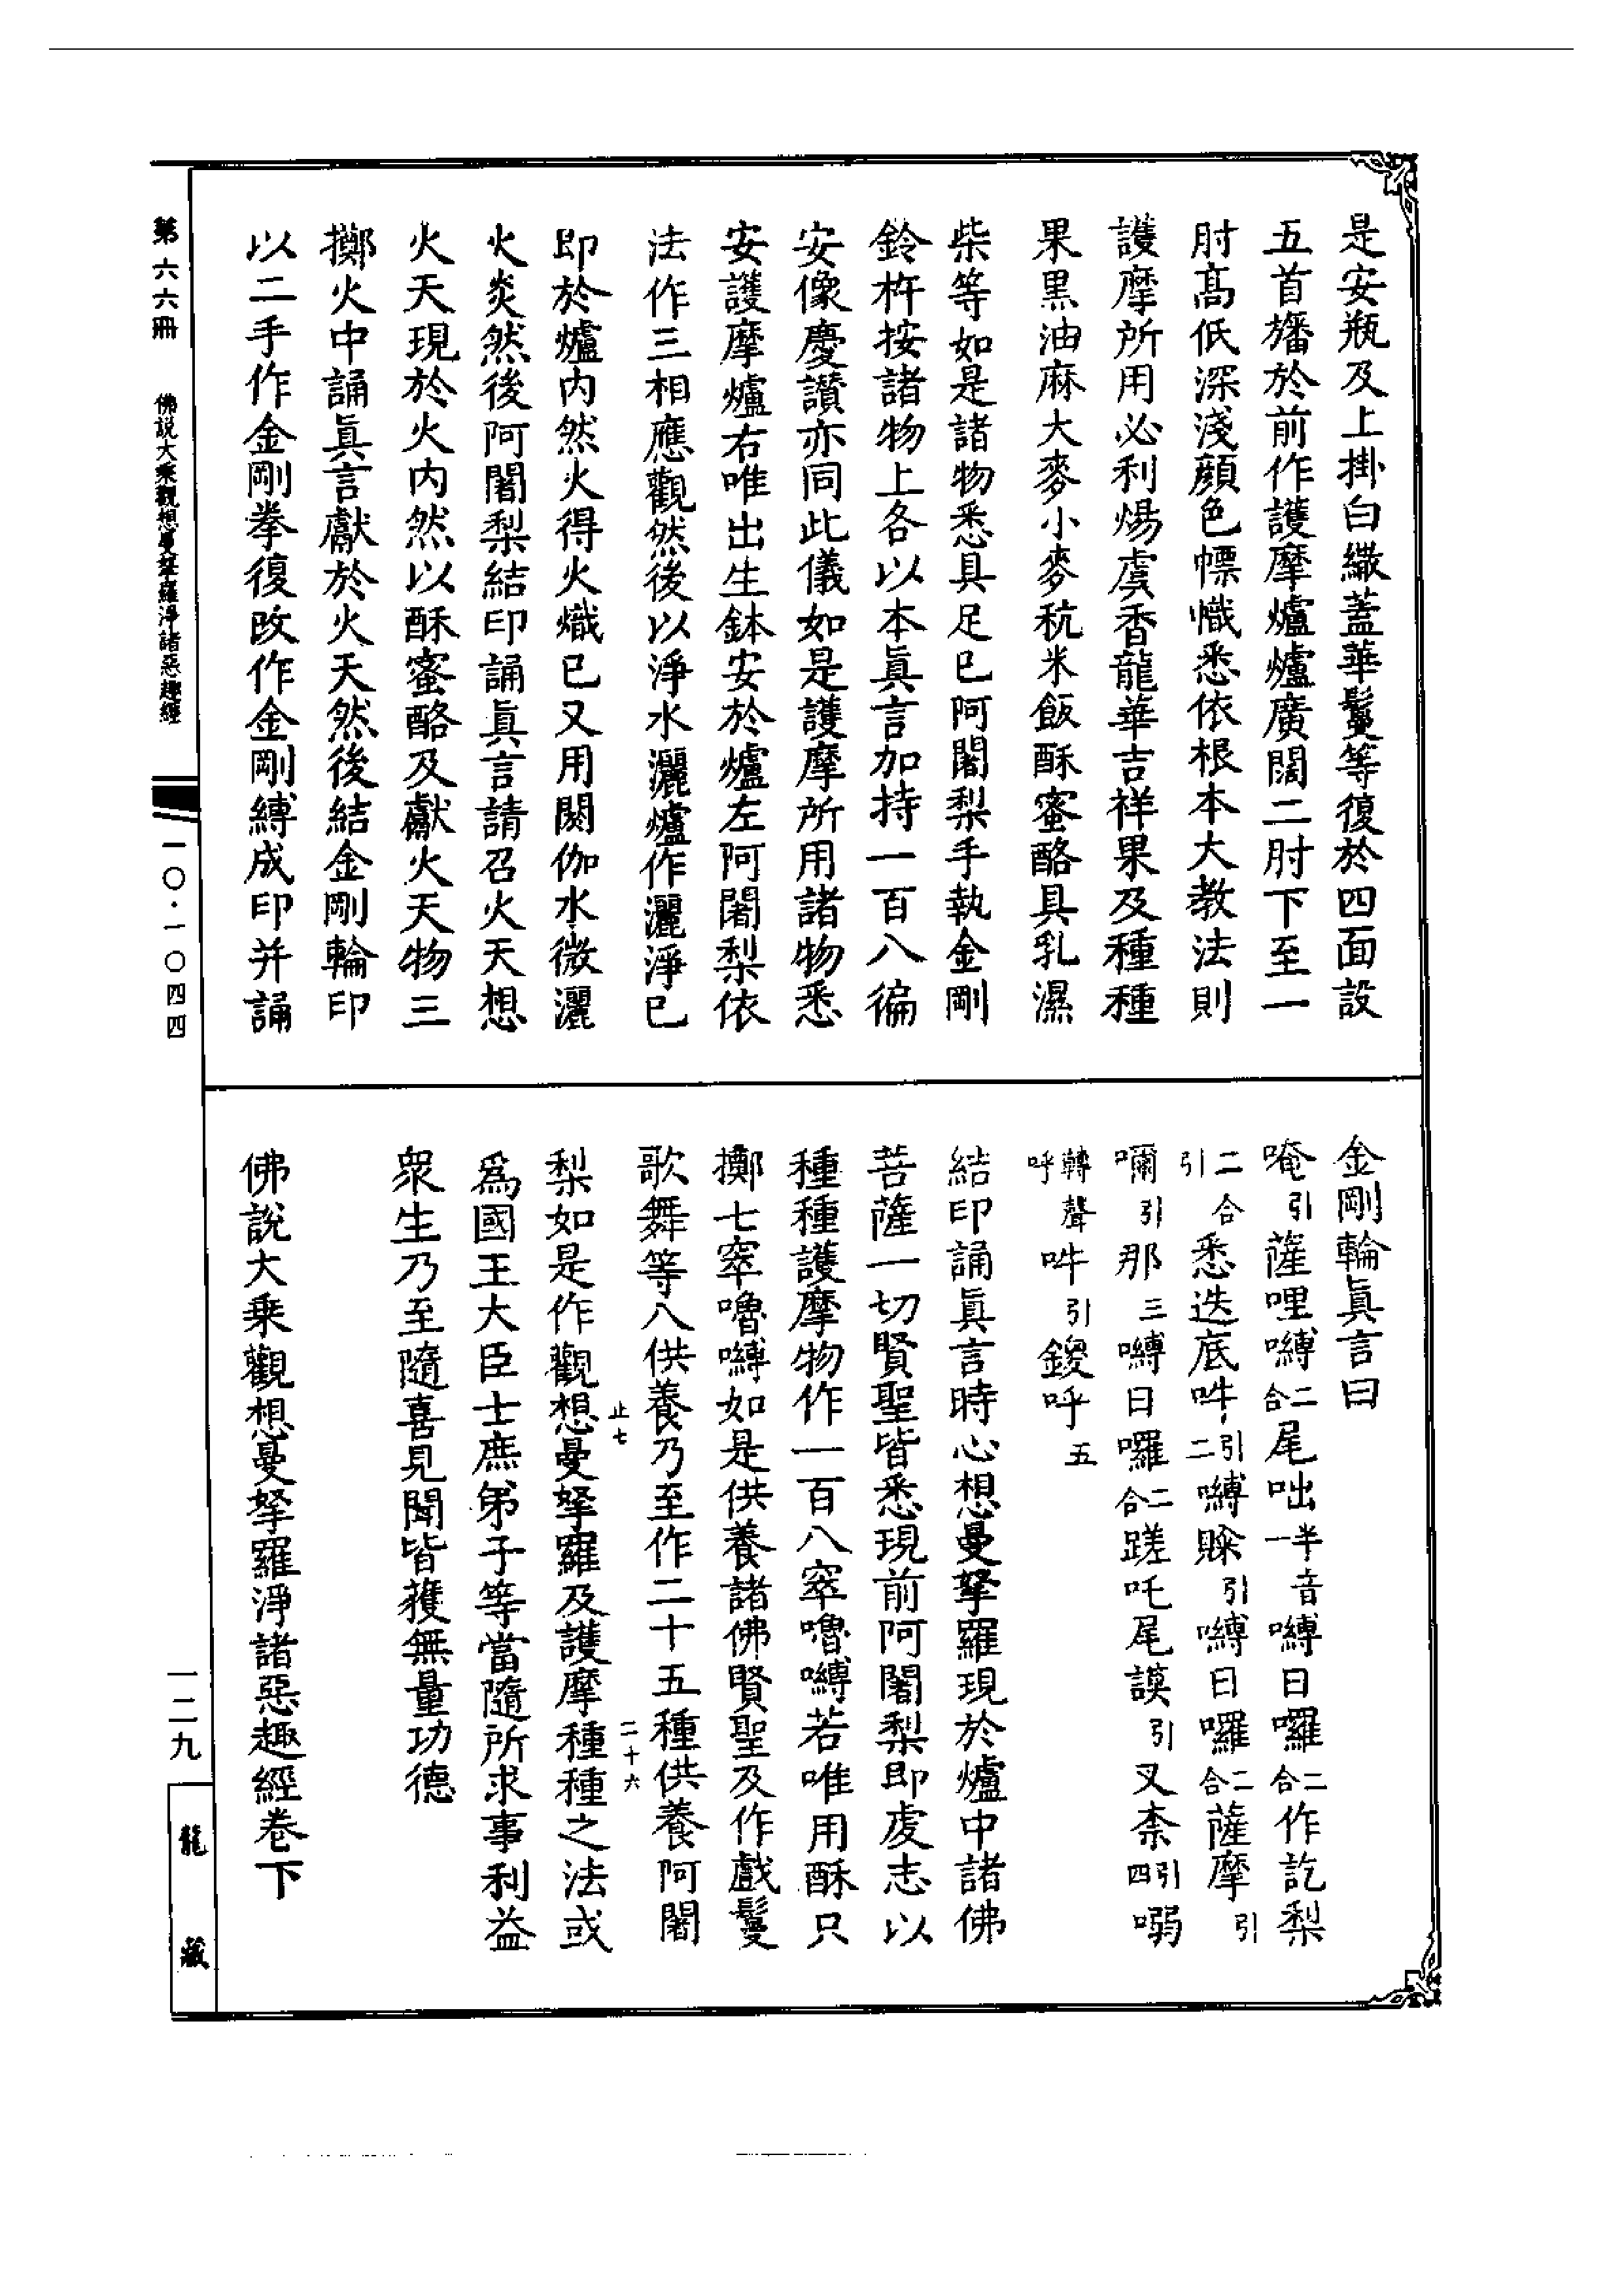 是安瓶及上掛白繖蓋華鬘等復於四面設
五首旛於前作護摩爐爐廣闊二肘下至一
肘高低深淺顏色幖幟悉依根本大教法則
護摩所用必利煬虞香龍華吉祥果及種種
果黑油麻大麥小麥秔米飯酥蜜酪具乳濕
柴等如是諸物悉具足已阿闍梨手執金剛
鈴杵按諸物上各以本眞言加持一百八徧
安像慶讚亦同此儀如是護摩所用諸物悉
安護摩爐右唯出生鉢安於爐左阿闍梨依
法作三相應觀然後以淨水灑爐作灑淨已
即於爐内然火得火熾已又用閼伽水微灑
火炎然後阿闍梨結印誦眞言請召火天想
火天現於火内然以酥蜜酪及獻火天物三
擲火中誦眞言獻於火天然後結金剛輪印
以二手作金剛拳復改作金剛縛成印并誦
金剛輪眞言曰
唵引薩哩嚩二合尾咄半音一嚩日囉二合作訖梨
二合引悉迭底吽引二嚩賒引嚩日囉二合薩摩引
嚩引那三嚩日囉二合蹉吒尾謨引叉柰引四𠺁
轉聲呼吽引鑁呼五
結印誦眞言時心想曼拏羅現於爐中諸佛
菩薩一切賢聖皆悉現前阿闍梨即虔志以
種種護摩物作一百八窣嚕嚩若唯用酥只
擲七窣嚕嚩如是供養諸佛賢聖及作戲鬘
歌舞等八供養乃至作二十五種供養阿闍
止七
二十六
梨如是作觀想曼拏羅及護摩種種之法或
爲國王大臣士庶弟子等當隨所求事利益
衆生乃至隨喜見聞皆獲無量功德
佛說大乘觀想曼拏羅淨諸惡趣經卷下
第六六冊
佛說大乘觀想曼拏羅淨諸惡趣經
一〇·一〇四四
一二九
龍藏